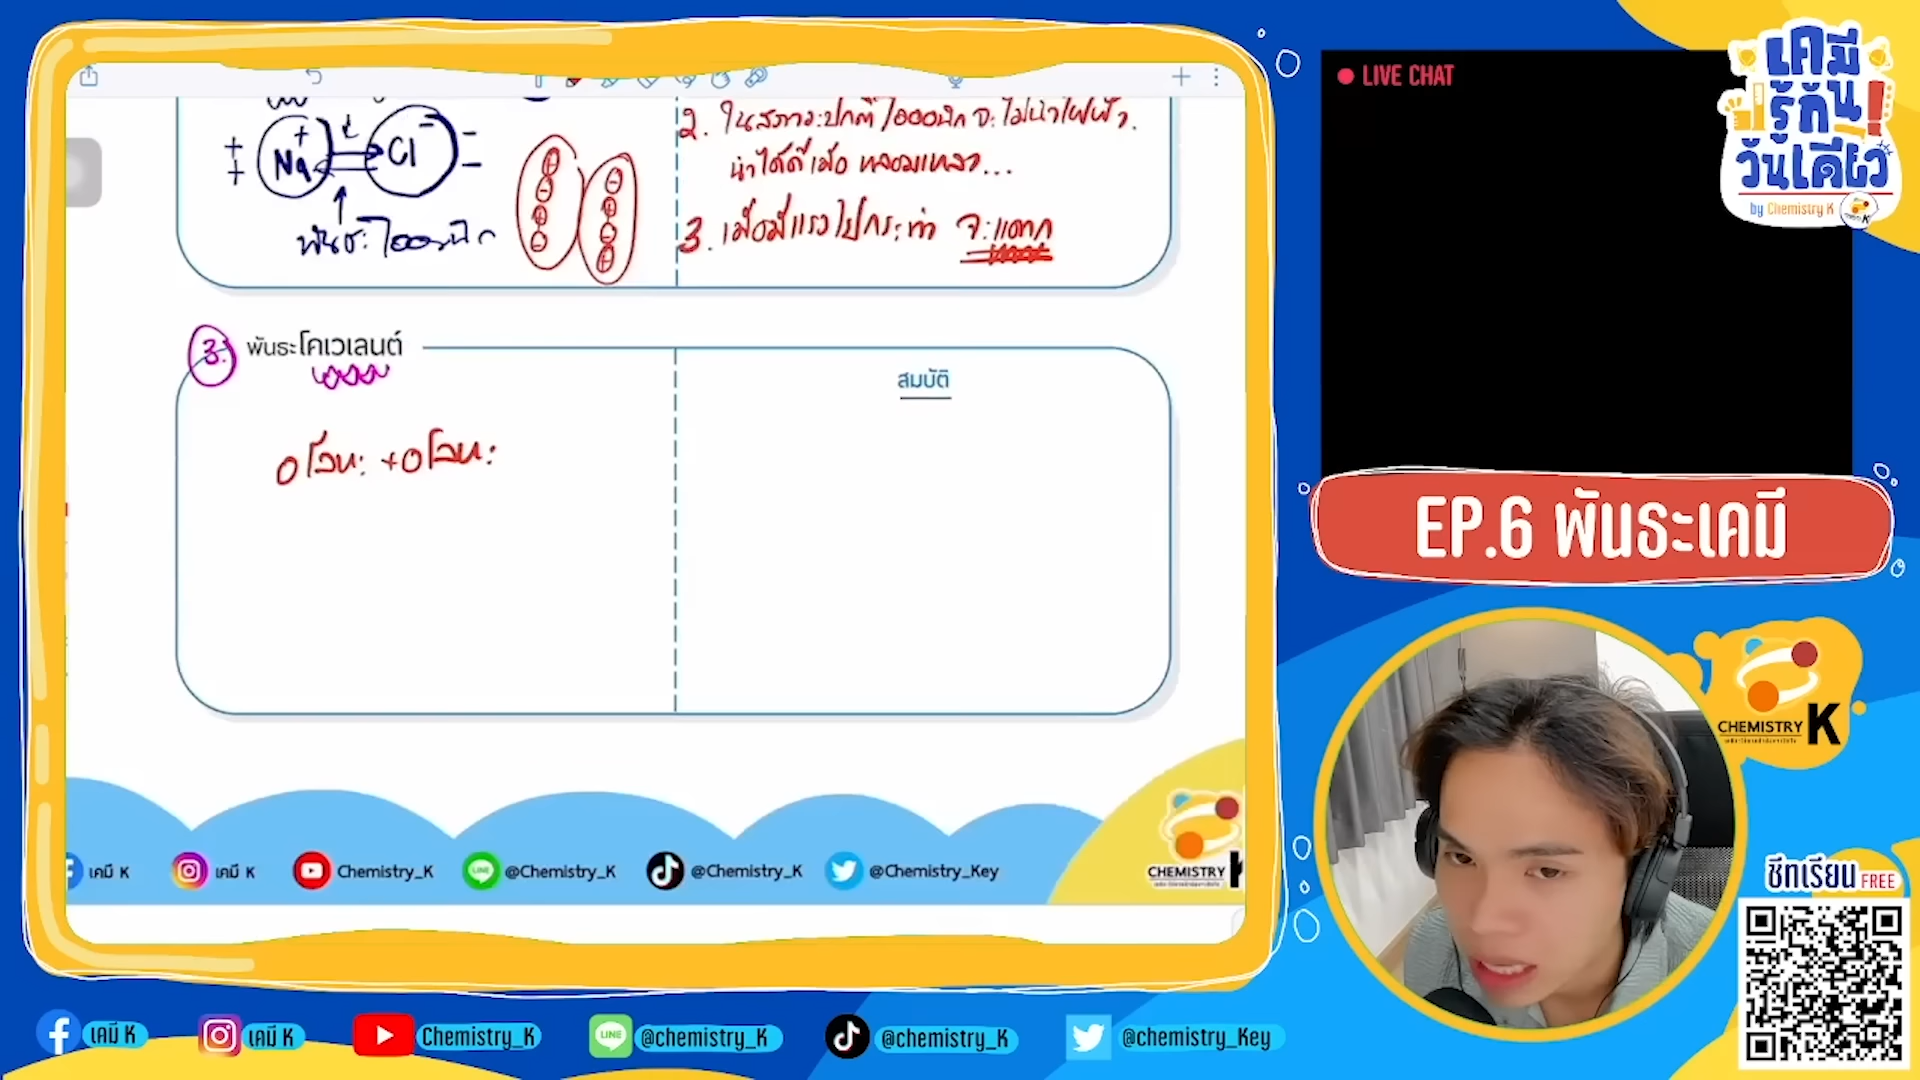 LIVE CHAT
เคมี
รู้กัน
วันเดียว!
by Chemistry K
+ Na + Cl -
+ -
พันธะไอออนิก
2. ในสภาวะปกติ ไอออนิก จะไม่นำไฟฟ้า.
นำได้ดีเมื่อ หลอมเหลว...
3. เมื่อมีแรงไปกระทำ จะแตก
3. พันธะโคเวเลนต์
สมบัติ
อโลหะ + อโลหะ
EP.6 พันธะเคมี
CHEMISTRY K
เคมี K
เคมี K
Chemistry_K
@Chemistry_K
@Chemistry_K
@Chemistry_Key
CHEMISTRY K
ชีทเรียน FREE
เคมี K
เคมี K
Chemistry_K
@chemistry_K
@chemistry_K
@chemistry_Key